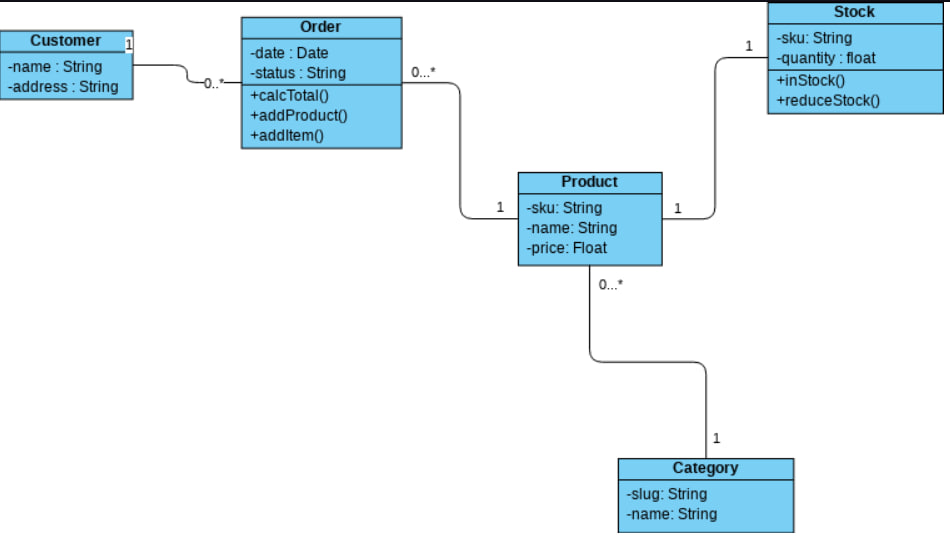 Customer
-name : String
-address : String
1
0..*
Order
-date : Date
-status : String
+calcTotal()
+addProduct()
+addItem()
0...*
1
Product
-sku: String
-name: String
-price: Float
1
1
Stock
-sku: String
-quantity : float
+inStock()
+reduceStock()
0...*
1
Category
-slug: String
-name: String